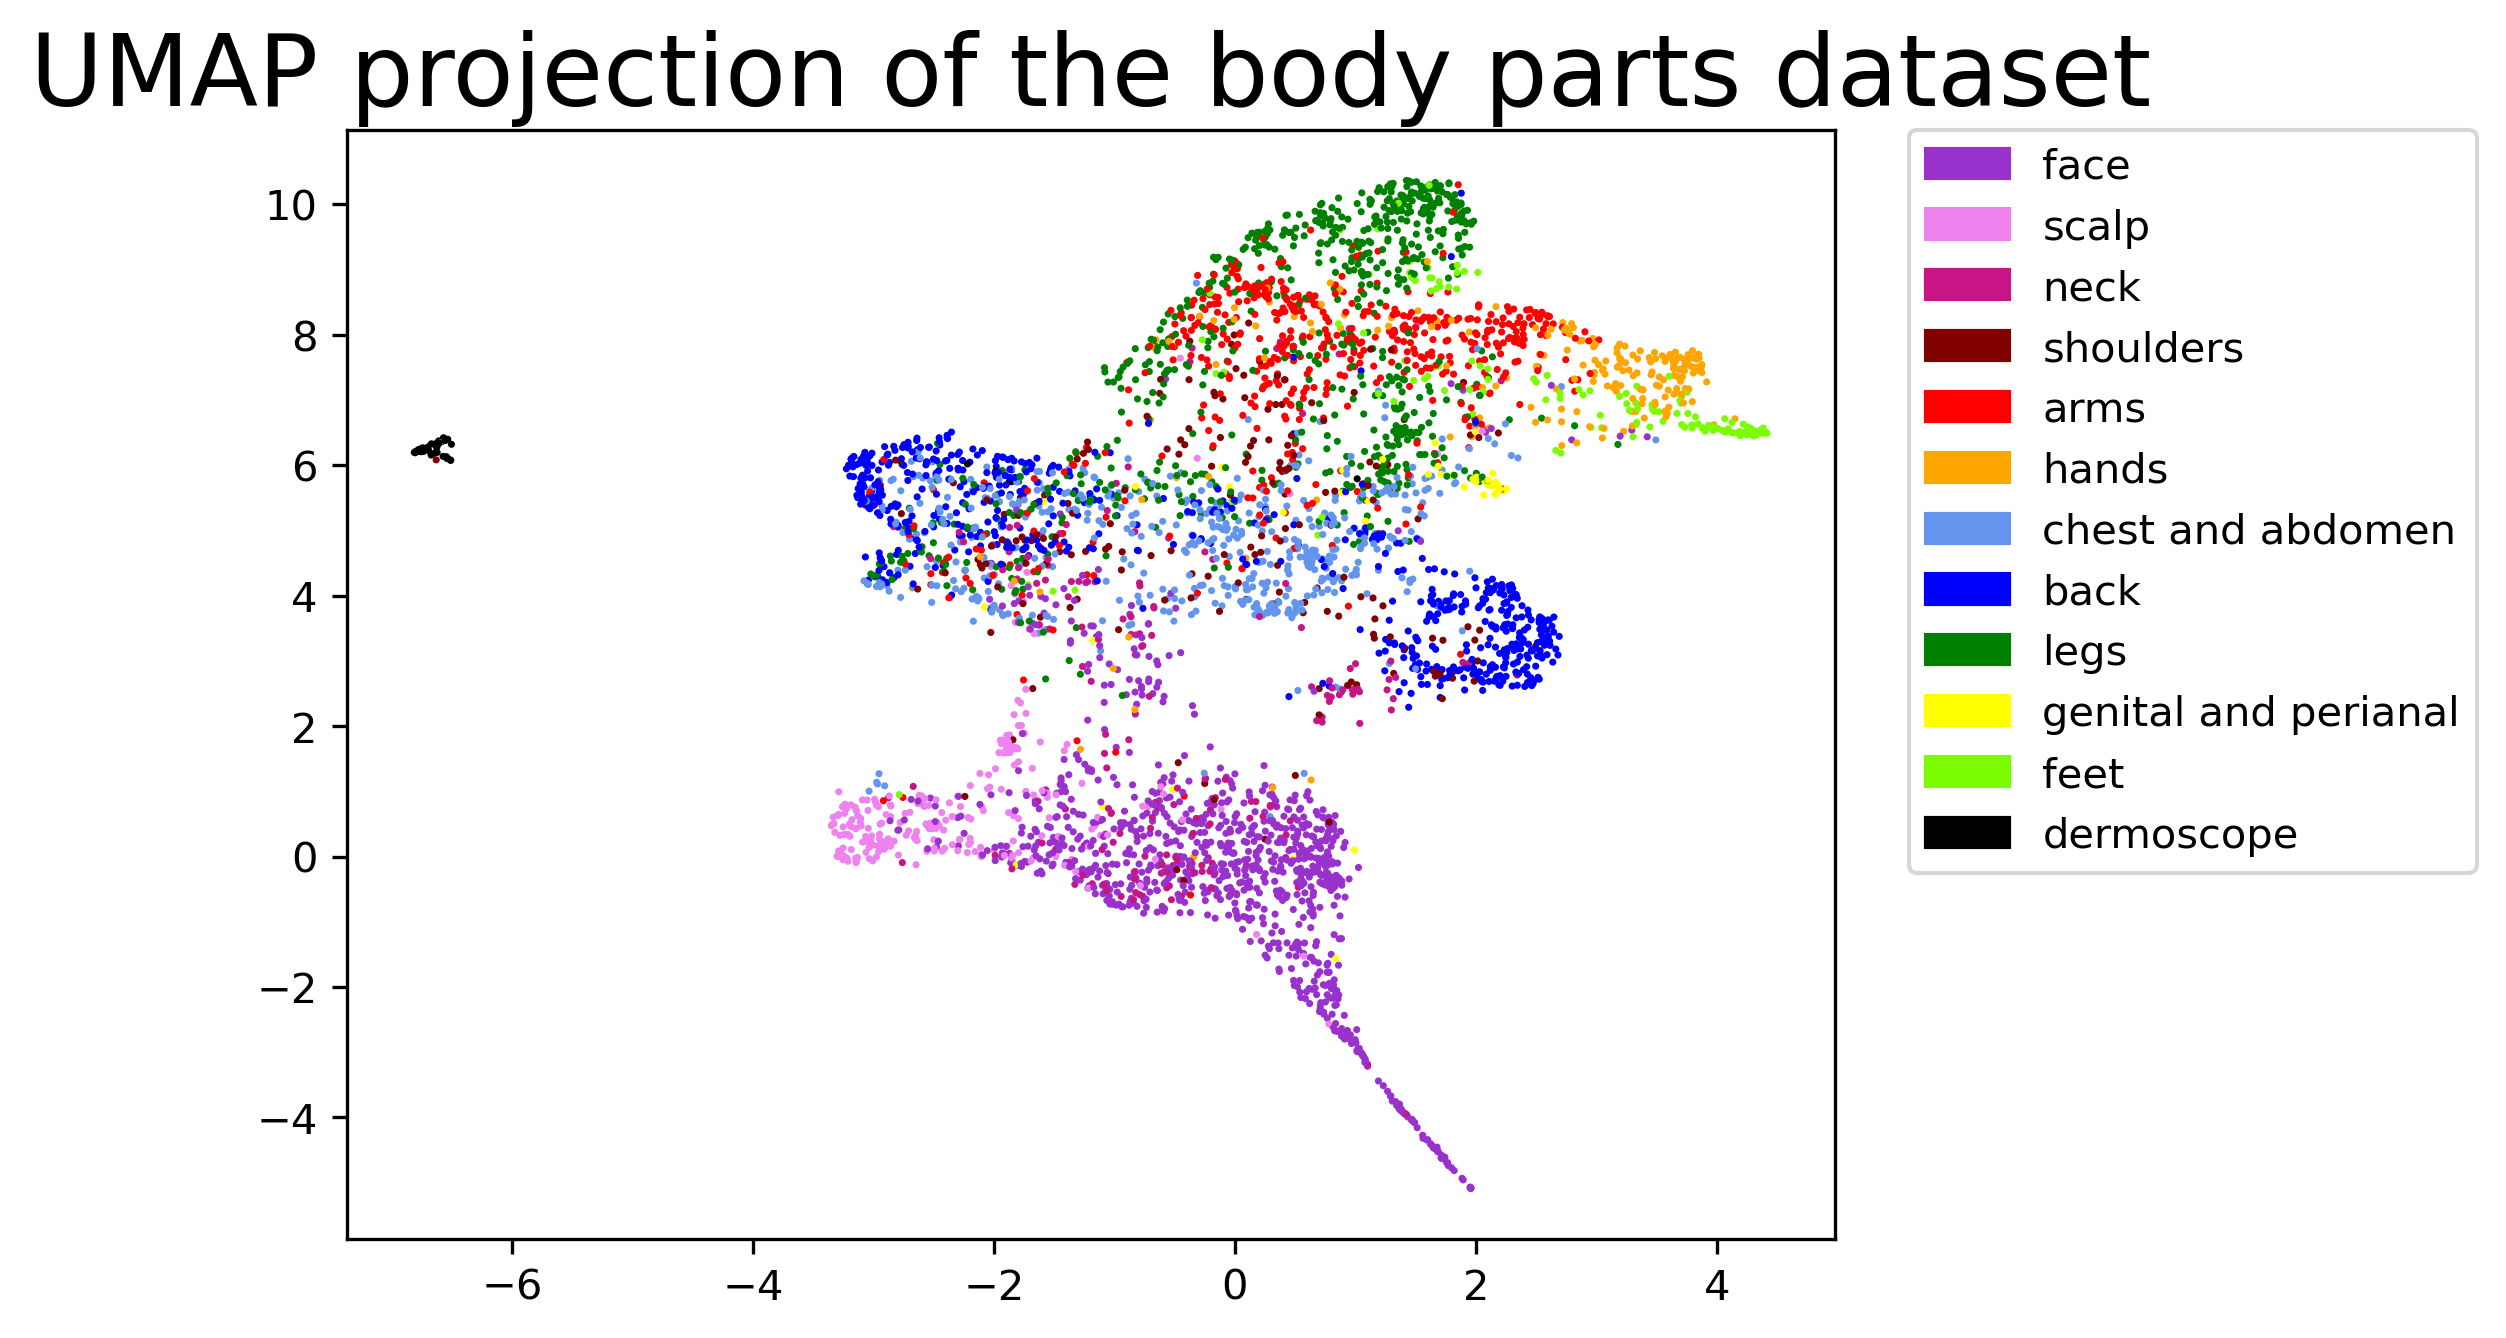 UMAP projection of the body parts dataset
10
8
6
4
2
0
−2
−4
−6
−4
−2
0
2
4
face
scalp
neck
shoulders
arms
hands
chest and abdomen
back
legs
genital and perianal
feet
dermoscope